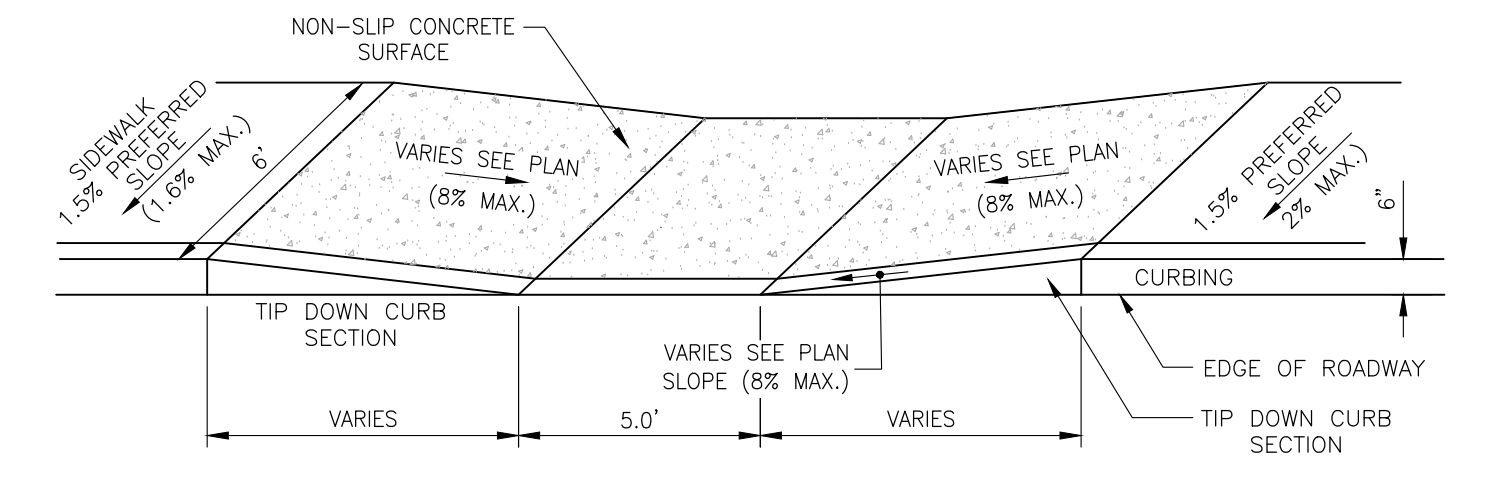 NON-SLIP CONCRETE
SURFACE
SIDEWALK
1.5% PREFERRED
SLOPE
(1.6% MAX.)
6'
VARIES SEE PLAN
(8% MAX.)
VARIES SEE PLAN
(8% MAX.)
1.5% PREFERRED
SLOPE
2% MAX.)
6"
CURBING
TIP DOWN CURB
SECTION
VARIES SEE PLAN
SLOPE (8% MAX.)
EDGE OF ROADWAY
TIP DOWN CURB
SECTION
VARIES
5.0'
VARIES